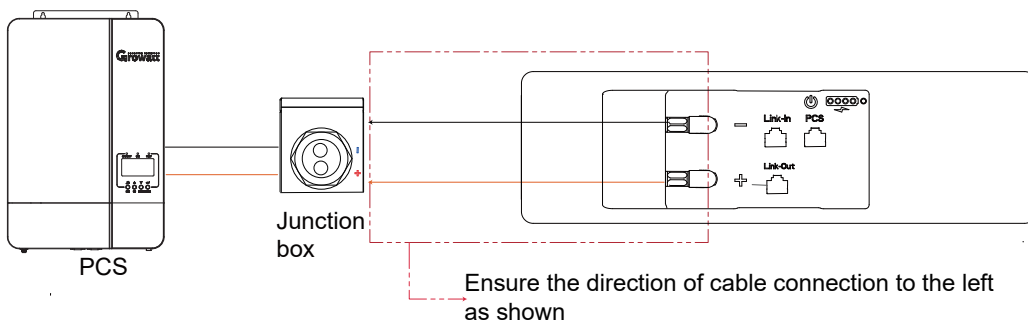 Growatt
Link-In PCS
Link-Out
Junction
box
PCS
Ensure the direction of cable connection to the left
as shown